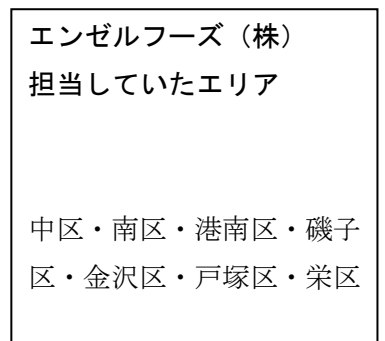 エンゼルフーズ（株）
担当していたエリア
中区・南区・港南区・磯子
区・金沢区・戸塚区・栄区